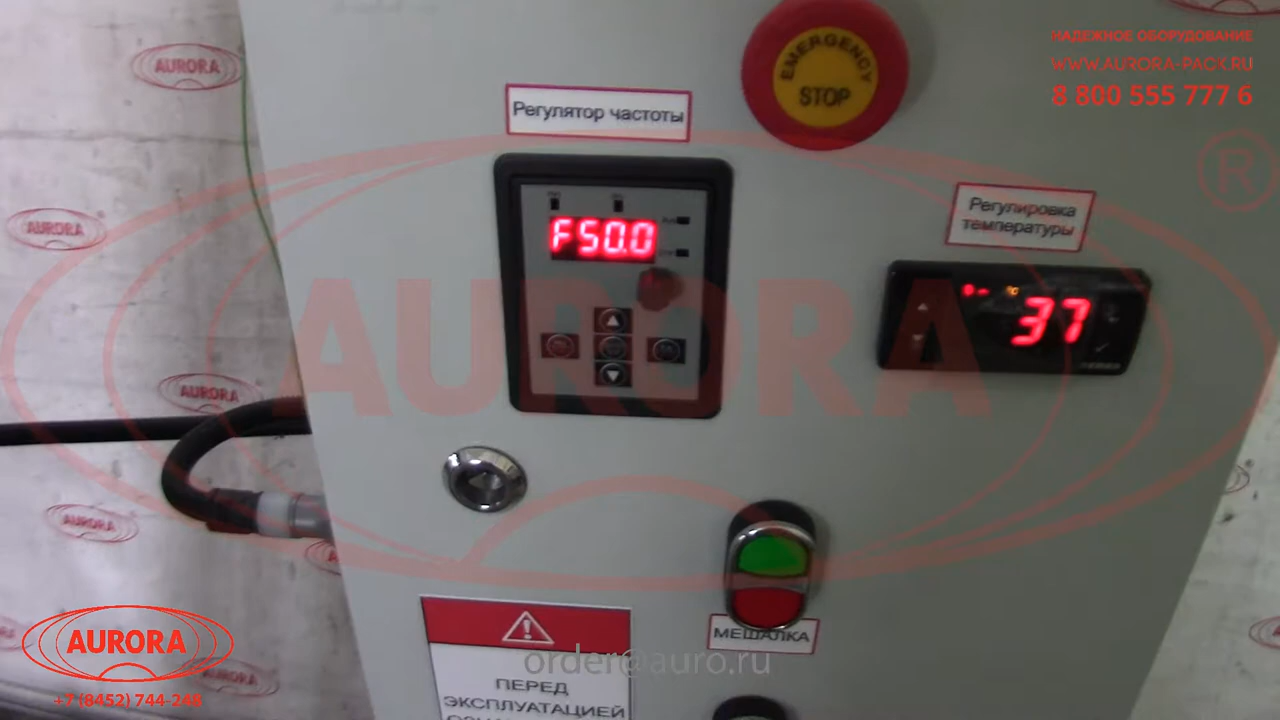 AURORA
НАДЕЖНОЕ ОБОРУДОВАНИЕ
WWW.AURORA-PACK.RU
8 800 555 777 6
EMERGENCY
STOP
Регулятор частоты
F50.0
Регулировка
температуры
37
®
AURORA
AURORA
AURORA
AURORA
МЕШАЛКА
order@auro.ru
ПЕРЕД
ЭКСПЛУАТАЦИЕЙ
AURORA
+7 (8452) 744-248